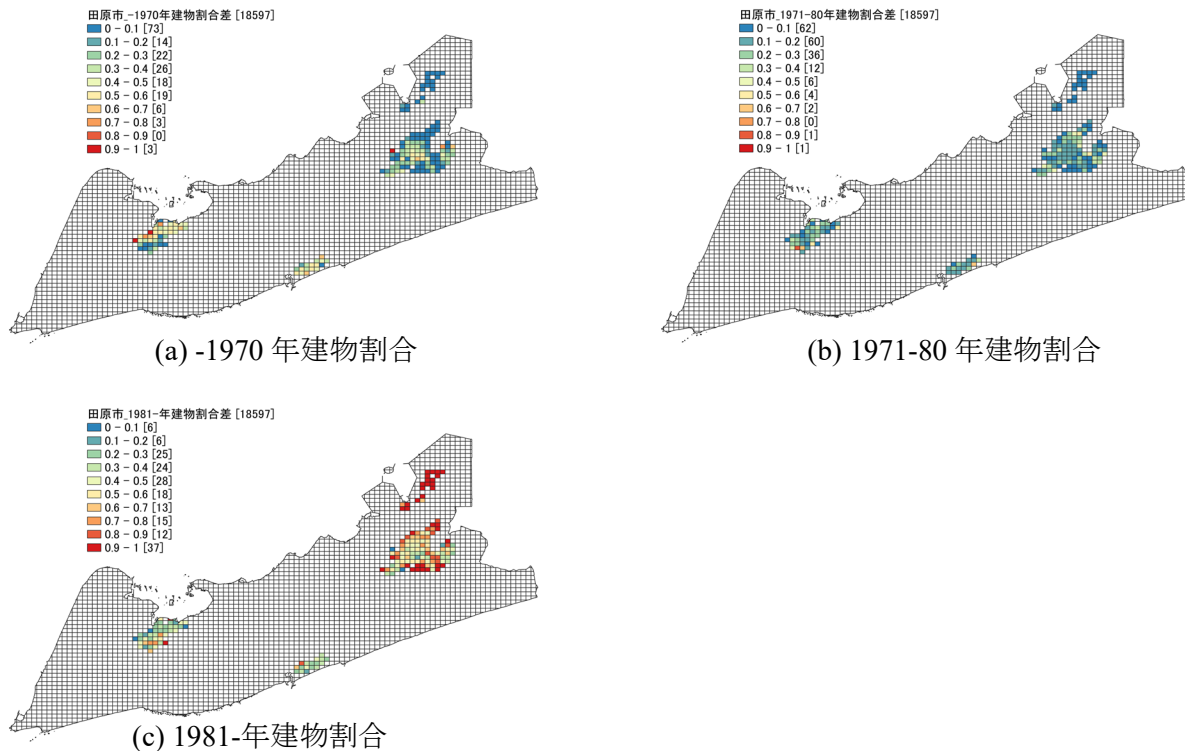 田原市_-1970年建物割合差 [18597]
0 - 0.1 [73]
0.1 - 0.2 [14]
0.2 - 0.3 [22]
0.3 - 0.4 [26]
0.4 - 0.5 [18]
0.5 - 0.6 [19]
0.6 - 0.7 [6]
0.7 - 0.8 [3]
0.8 - 0.9 [0]
0.9 - 1 [3]
(a) -1970 年建物割合
田原市_1971-80年建物割合差 [18597]
0 - 0.1 [62]
0.1 - 0.2 [60]
0.2 - 0.3 [36]
0.3 - 0.4 [12]
0.4 - 0.5 [6]
0.5 - 0.6 [4]
0.6 - 0.7 [2]
0.7 - 0.8 [0]
0.8 - 0.9 [1]
0.9 - 1 [1]
(b) 1971-80 年建物割合
田原市_1981-年建物割合差 [18597]
0 - 0.1 [6]
0.1 - 0.2 [6]
0.2 - 0.3 [25]
0.3 - 0.4 [24]
0.4 - 0.5 [28]
0.5 - 0.6 [18]
0.6 - 0.7 [13]
0.7 - 0.8 [15]
0.8 - 0.9 [12]
0.9 - 1 [37]
(c) 1981-年建物割合